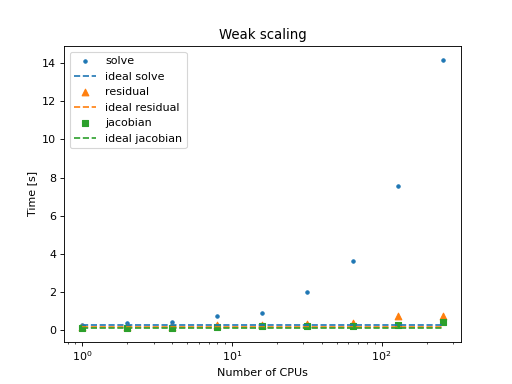 Weak scaling
solve
ideal solve
residual
ideal residual
jacobian
ideal jacobian
14
12
10
8
6
4
2
0
Time [s]
10⁰
10¹
10²
Number of CPUs